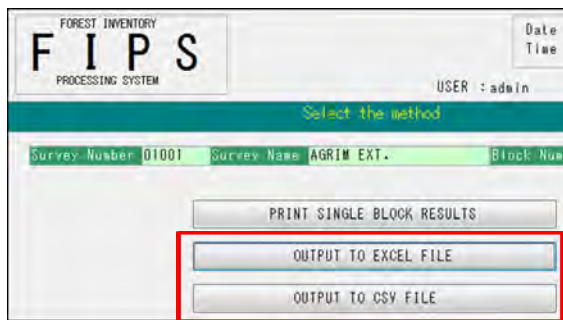 FOREST INVENTORY
F I P S
PROCESSING SYSTEM
Date
Time
USER : admin
Select the method
Survey Number 01001 Survey Name AGRIM EXT. Block Num
PRINT SINGLE BLOCK RESULTS
OUTPUT TO EXCEL FILE
OUTPUT TO CSV FILE